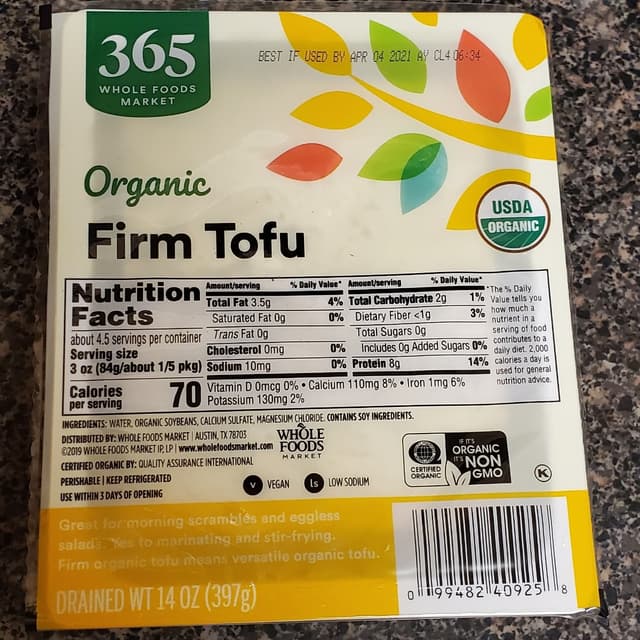 365
WHOLE FOODS
MARKET
BEST IF USED BY APR 04 2021 AY CL4 06:34
Organic
Firm Tofu
USDA
ORGANIC
Nutrition
Facts
about 4.5 servings per container
Serving size
3 oz (84g/about 1/5 pkg)
Calories
per serving
70
Amount/serving % Daily Value*
Total Fat 3.5g 4%
Saturated Fat 0g 0%
Trans Fat 0g
Cholesterol 0mg 0%
Sodium 10mg 0%
Amount/serving % Daily Value*
Total Carbohydrate 2g 1%
Dietary Fiber <1g 3%
Total Sugars 0g
Includes 0g Added Sugars 0%
Protein 8g 14%
Vitamin D 0mcg 0% • Calcium 110mg 8% • Iron 1mg 6%
Potassium 130mg 2%
*The % Daily
Value tells you
how much a
nutrient in a
serving of food
contributes to a
daily diet. 2,000
calories a day is
used for general
nutrition advice.
INGREDIENTS: WATER, ORGANIC SOYBEANS, CALCIUM SULFATE, MAGNESIUM CHLORIDE. CONTAINS SOY INGREDIENTS.
DISTRIBUTED BY: WHOLE FOODS MARKET | AUSTIN, TX 78703
©2019 WHOLE FOODS MARKET IP, LP | www.wholefoodsmarket.com
CERTIFIED ORGANIC BY: QUALITY ASSURANCE INTERNATIONAL
PERISHABLE | KEEP REFRIGERATED
USE WITHIN 3 DAYS OF OPENING
WHOLE
FOODS
MARKET
V VEGAN
ls LOW SODIUM
CERTIFIED
ORGANIC
IF IT'S
ORGANIC
IT'S NON
GMO
K
Great for morning scrambles and eggless
salads. Yes to marinating and stir-frying.
Firm organic tofu means versatile organic tofu.
DRAINED WT 14 OZ (397g)
0 99482 40925 8